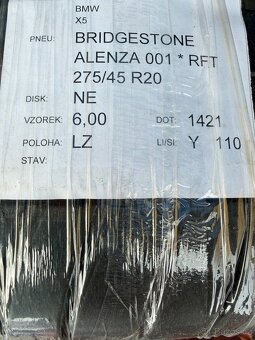 BMW
X5
PNEU: BRIDGESTONE
ALENZA 001 * RFT
275/45 R20
DISK: NE
VZOREK: 6,00 DOT: 1421
POLOHA: LZ LI/SI: Y 110
STAV: